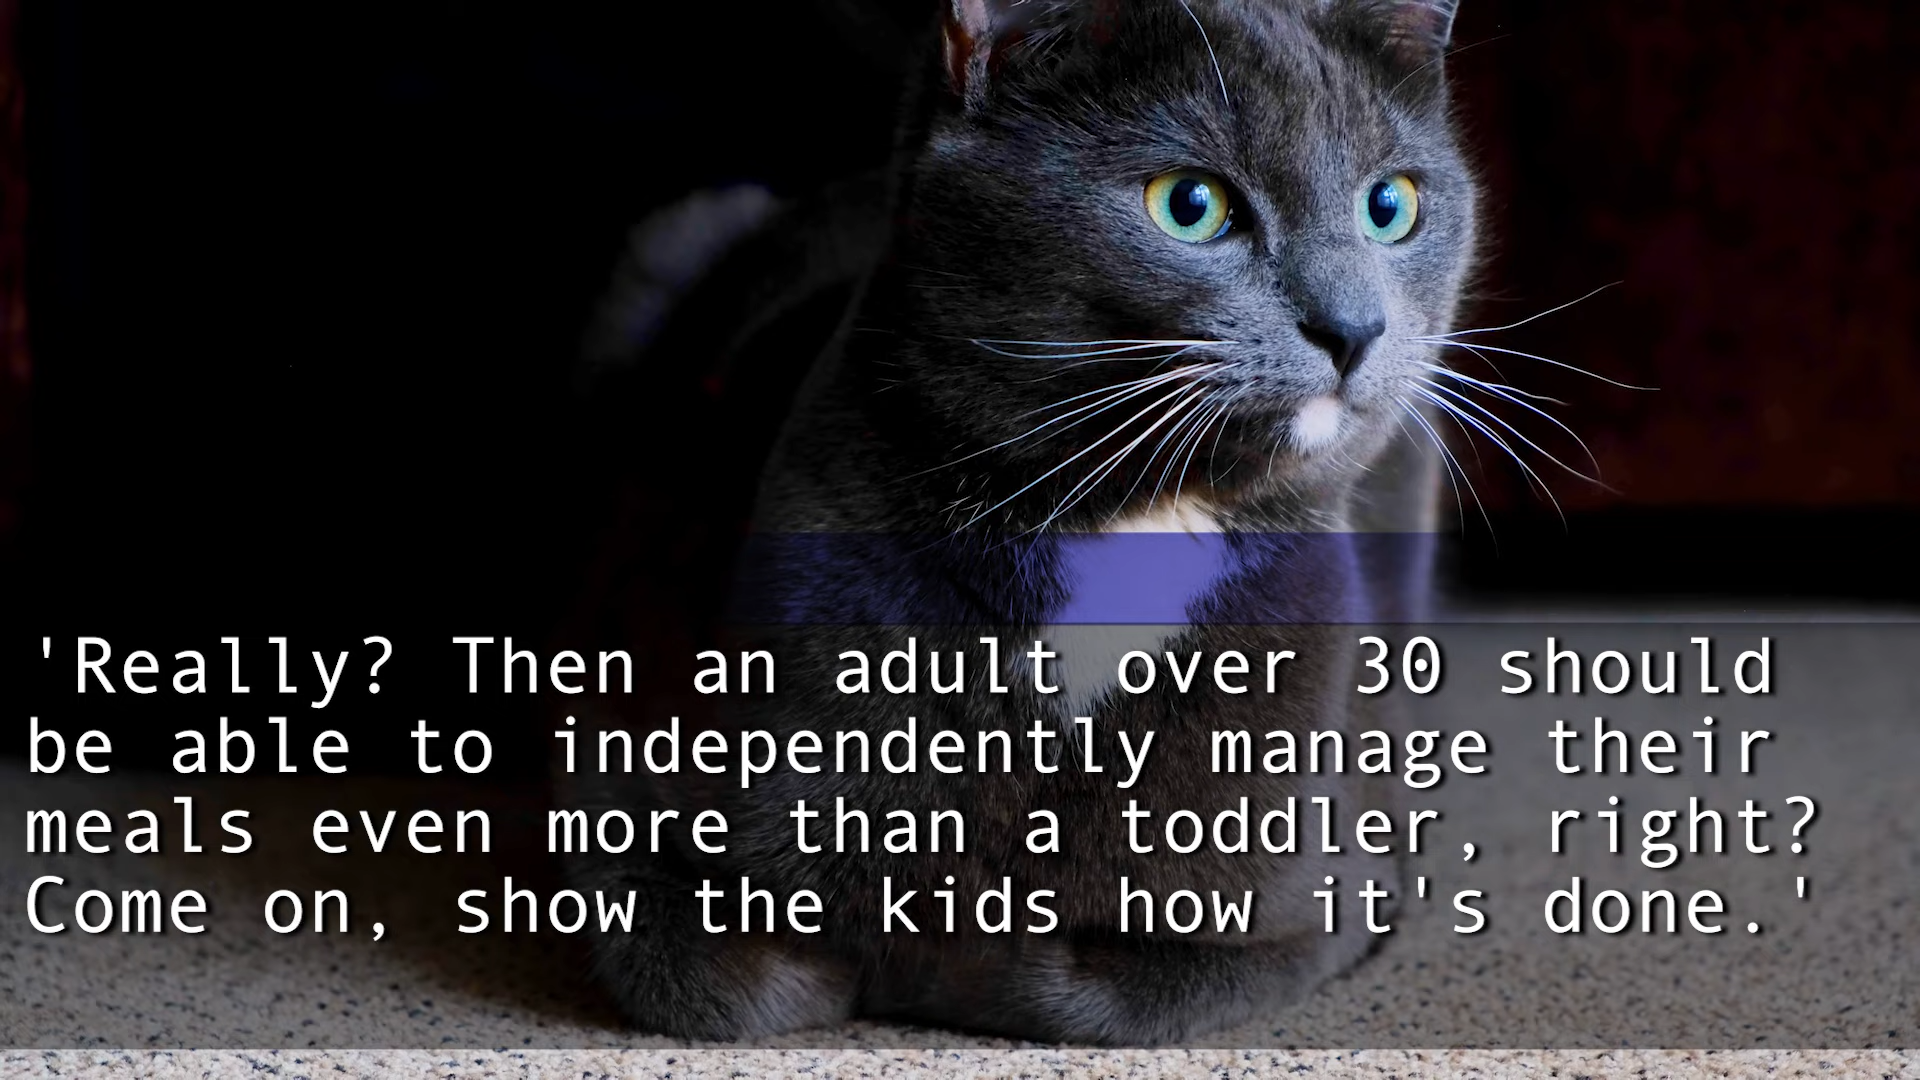 'Really? Then an adult over 30 should
be able to independently manage their
meals even more than a toddler, right?
Come on, show the kids how it's done.'